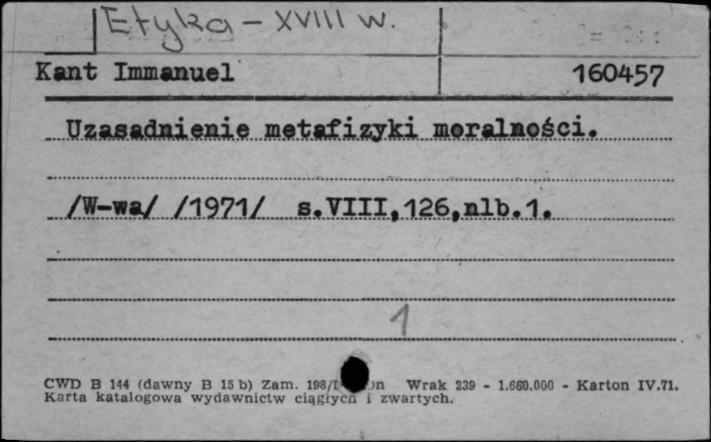 Etyka - XVIII w.
Kant Immanuel 160457
Uzasadnienie metafizyki moralności.
/W-wa/ /1971/ s.VIII,126,nlb.1.
1
CWD B 144 (dawny B 15 b) Zam. Wrak 239 - 1.660.000 - Karton IV.71.
Karta katalogowa wydawnictw ciągłych i zwartych.